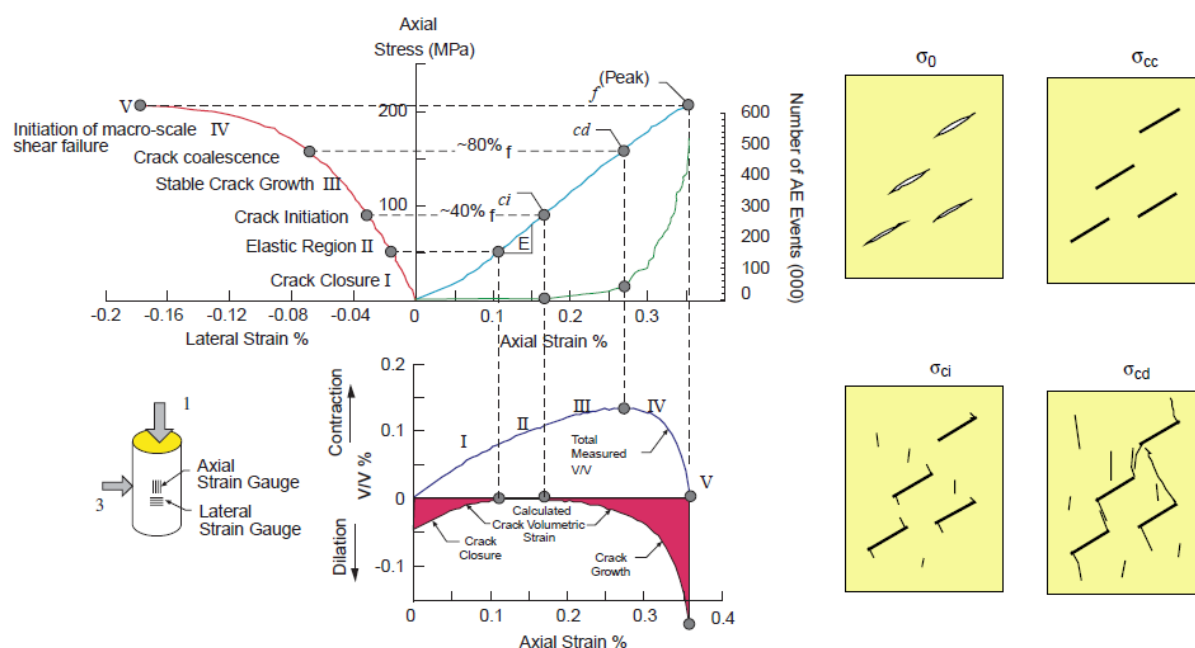 Axial
Stress (MPa)
(Peak)
f
V
200
cd
Initiation of macro-scale IV
shear failure
Crack coalescence
~80% f
Stable Crack Growth III
100
ci
Crack Initiation
~40% f
Elastic Region II
E
Crack Closure I
-0.2
-0.16
-0.12
-0.08
-0.04
0
0.1
0.2
0.3
Lateral Strain %
Axial Strain %
600
500
400
300
200
100
0
Number of AE Events (000)
0.2
0.1
0
-0.1
Contraction
V/V %
Dilation
I
II
III
IV
V
Total
Measured
V/V
Calculated
Crack Volumetric
Strain
Crack
Closure
Crack
Growth
0
0.1
0.2
0.3
0.4
Axial Strain %
1
3
Axial
Strain Gauge
Lateral
Strain Gauge
σ0
σcc
σci
σcd